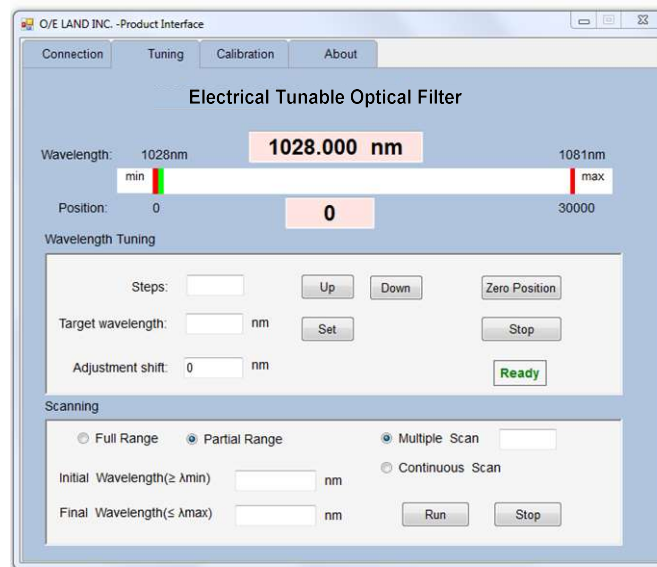 O/E LAND INC. -Product Interface
Connection Tuning Calibration About
Electrical Tunable Optical Filter
Wavelength: 1028nm 1028.000 nm 1081nm
min max
Position: 0 0 30000
Wavelength Tuning
Steps: Up Down Zero Position
Target wavelength: nm Set Stop
Adjustment shift: 0 nm Ready
Scanning
Full Range Partial Range Multiple Scan
Continuous Scan
Initial Wavelength(≥ λmin) nm
Final Wavelength(≤ λmax) nm Run Stop